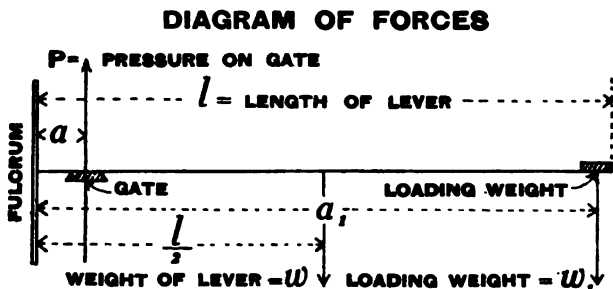 DIAGRAM OF FORCES
P= PRESSURE ON GATE
l = LENGTH OF LEVER
a
FULCRUM
GATE
LOADING WEIGHT
a₁
l/2
WEIGHT OF LEVER = w LOADING WEIGHT = w₁